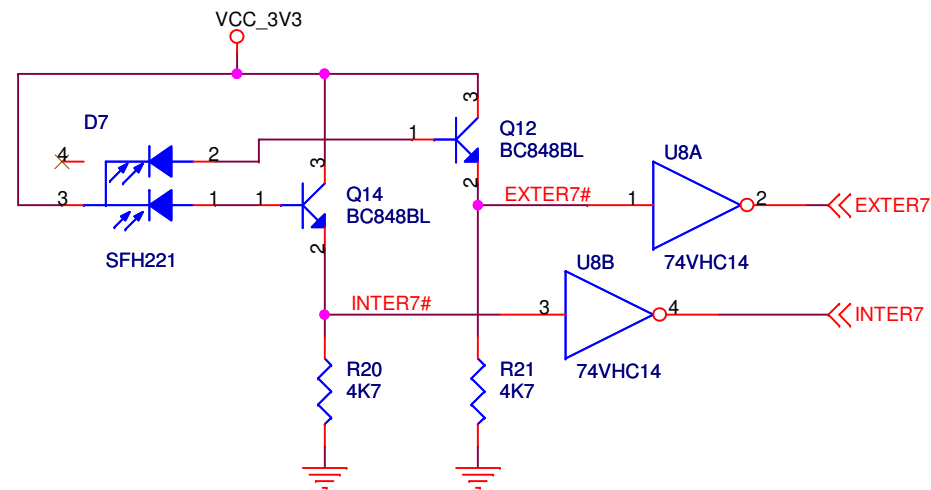 VCC_3V3
D7
4
3
2
1
SFH221
1
3
2
Q14
BC848BL
1
3
2
Q12
BC848BL
EXTER7#
1
U8A
2
74VHC14
EXTER7
INTER7#
3
U8B
4
74VHC14
INTER7
R20
4K7
R21
4K7